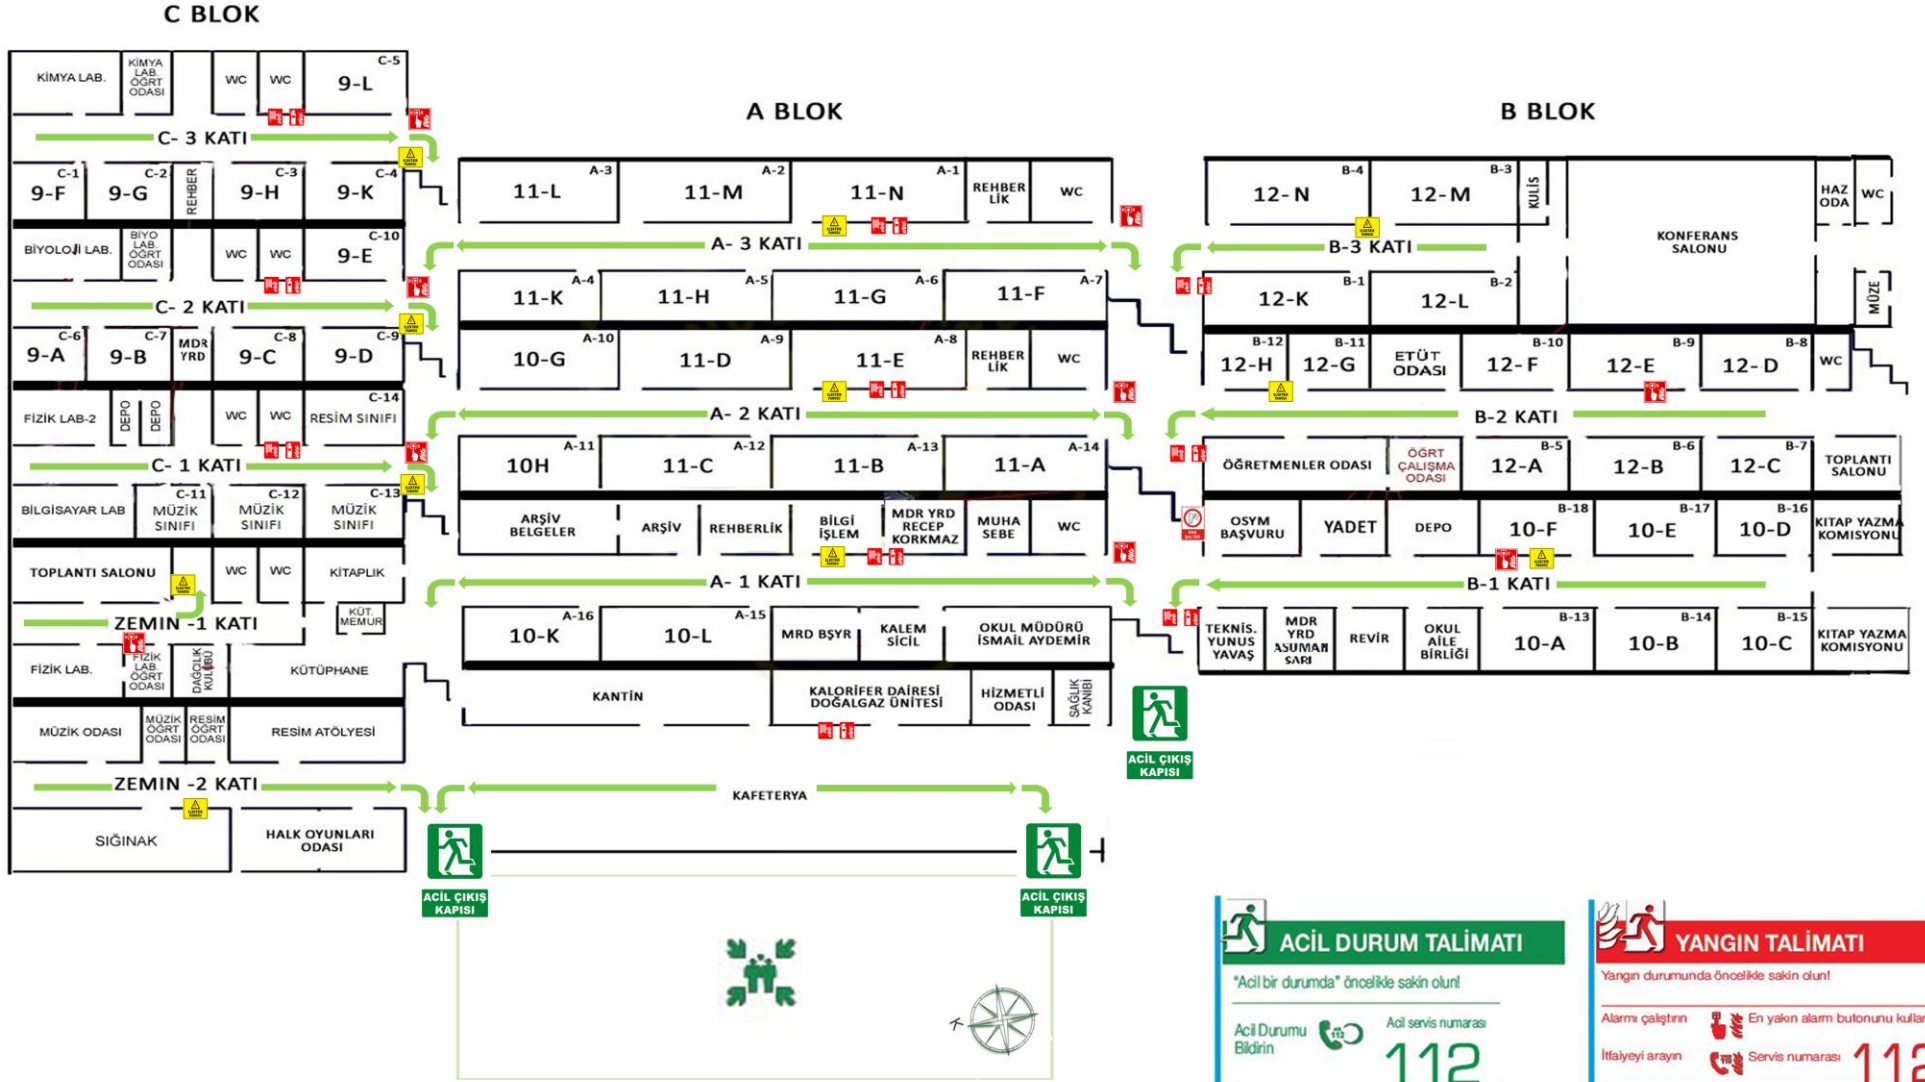 C BLOK
KİMYA LAB.
KİMYA
LAB.
ÖĞRT
ODASI
WC
WC
C-5
9-L
C- 3 KATI
C-1
9-F
C-2
9-G
REHBER
C-3
9-H
C-4
9-K
BİYOLOJİ LAB.
BİYO
LAB.
ÖĞRT
ODASI
WC
WC
C-10
9-E
C- 2 KATI
C-6
9-A
C-7
9-B
MDR
YRD
C-8
9-C
C-9
9-D
FİZİK LAB-2
DEPO
DEPO
WC
WC
C-14
RESİM SINIFI
C- 1 KATI
BİLGİSAYAR LAB
C-11
MÜZİK
SINIFI
C-12
MÜZİK
SINIFI
C-13
MÜZİK
SINIFI
TOPLANTI SALONU
WC
WC
KİTAPLIK
ZEMIN -1 KATI
KÜT.
MEMUR
FİZİK LAB.
FİZİK
LAB.
ÖĞRT
ODASI
DAĞCILIK
KULÜBÜ
KÜTÜPHANE
MÜZİK ODASI
MÜZİK
ÖĞRT
ODASI
RESİM
ÖĞRT
ODASI
RESİM ATÖLYESİ
ZEMIN -2 KATI
SIĞINAK
HALK OYUNLARI
ODASI
A BLOK
A-3
11-L
A-2
11-M
A-1
11-N
REHBER
LİK
WC
A- 3 KATI
A-4
11-K
A-5
11-H
A-6
11-G
A-7
11-F
A-10
10-G
A-9
11-D
A-8
11-E
REHBER
LİK
WC
A- 2 KATI
A-11
10H
A-12
11-C
A-13
11-B
A-14
11-A
ARŞİV
BELGELER
ARŞİV
REHBERLİK
BİLGİ
İŞLEM
MDR YRD
RECEP
KORKMAZ
MUHA
SEBE
WC
A- 1 KATI
A-16
10-K
A-15
10-L
MRD BŞYR
KALEM
SİCİL
OKUL MÜDÜRÜ
İSMAİL AYDEMİR
KANTİN
KALORİFER DAİRESİ
DOĞALGAZ ÜNİTESİ
HİZMETLİ
ODASI
SAĞLIK
KANIBI
ACİL ÇIKIŞ
KAPISI
KAFETERYA
ACİL ÇIKIŞ
KAPISI
ACİL ÇIKIŞ
KAPISI
B BLOK
B-4
12-N
B-3
12-M
KULİS
KONFERANS
SALONU
HAZ
ODA
WC
B-3 KATI
B-1
12-K
B-2
12-L
MÜZE
B-12
12-H
B-11
12-G
ETÜT
ODASI
B-10
12-F
B-9
12-E
B-8
12-D
WC
B-2 KATI
ÖĞRETMENLER ODASI
ÖĞRT
ÇALIŞMA
ODASI
B-5
12-A
B-6
12-B
B-7
12-C
TOPLANTI
SALONU
OSYM
BAŞVURU
YADET
DEPO
B-18
10-F
B-17
10-E
B-16
10-D
KITAP YAZMA
KOMISYONU
B-1 KATI
TEKNİS.
YUNUS
YAVAŞ
MDR
YRD
ASUMAN
SARI
REVİR
OKUL
AİLE
BİRLİĞİ
B-13
10-A
B-14
10-B
B-15
10-C
KITAP YAZMA
KOMISYONU
ACİL DURUM TALİMATI
"Acil bir durumda" öncelikle sakin olun!
Acil Durumu
Bildirin
112
Acil servis numarası
112
YANGIN TALİMATI
Yangın durumunda öncelikle sakin olun!
Alarmı çalıştırın
En yakın alarm butonunu kullan
İtfaiyeyi arayın
Servis numarası
112